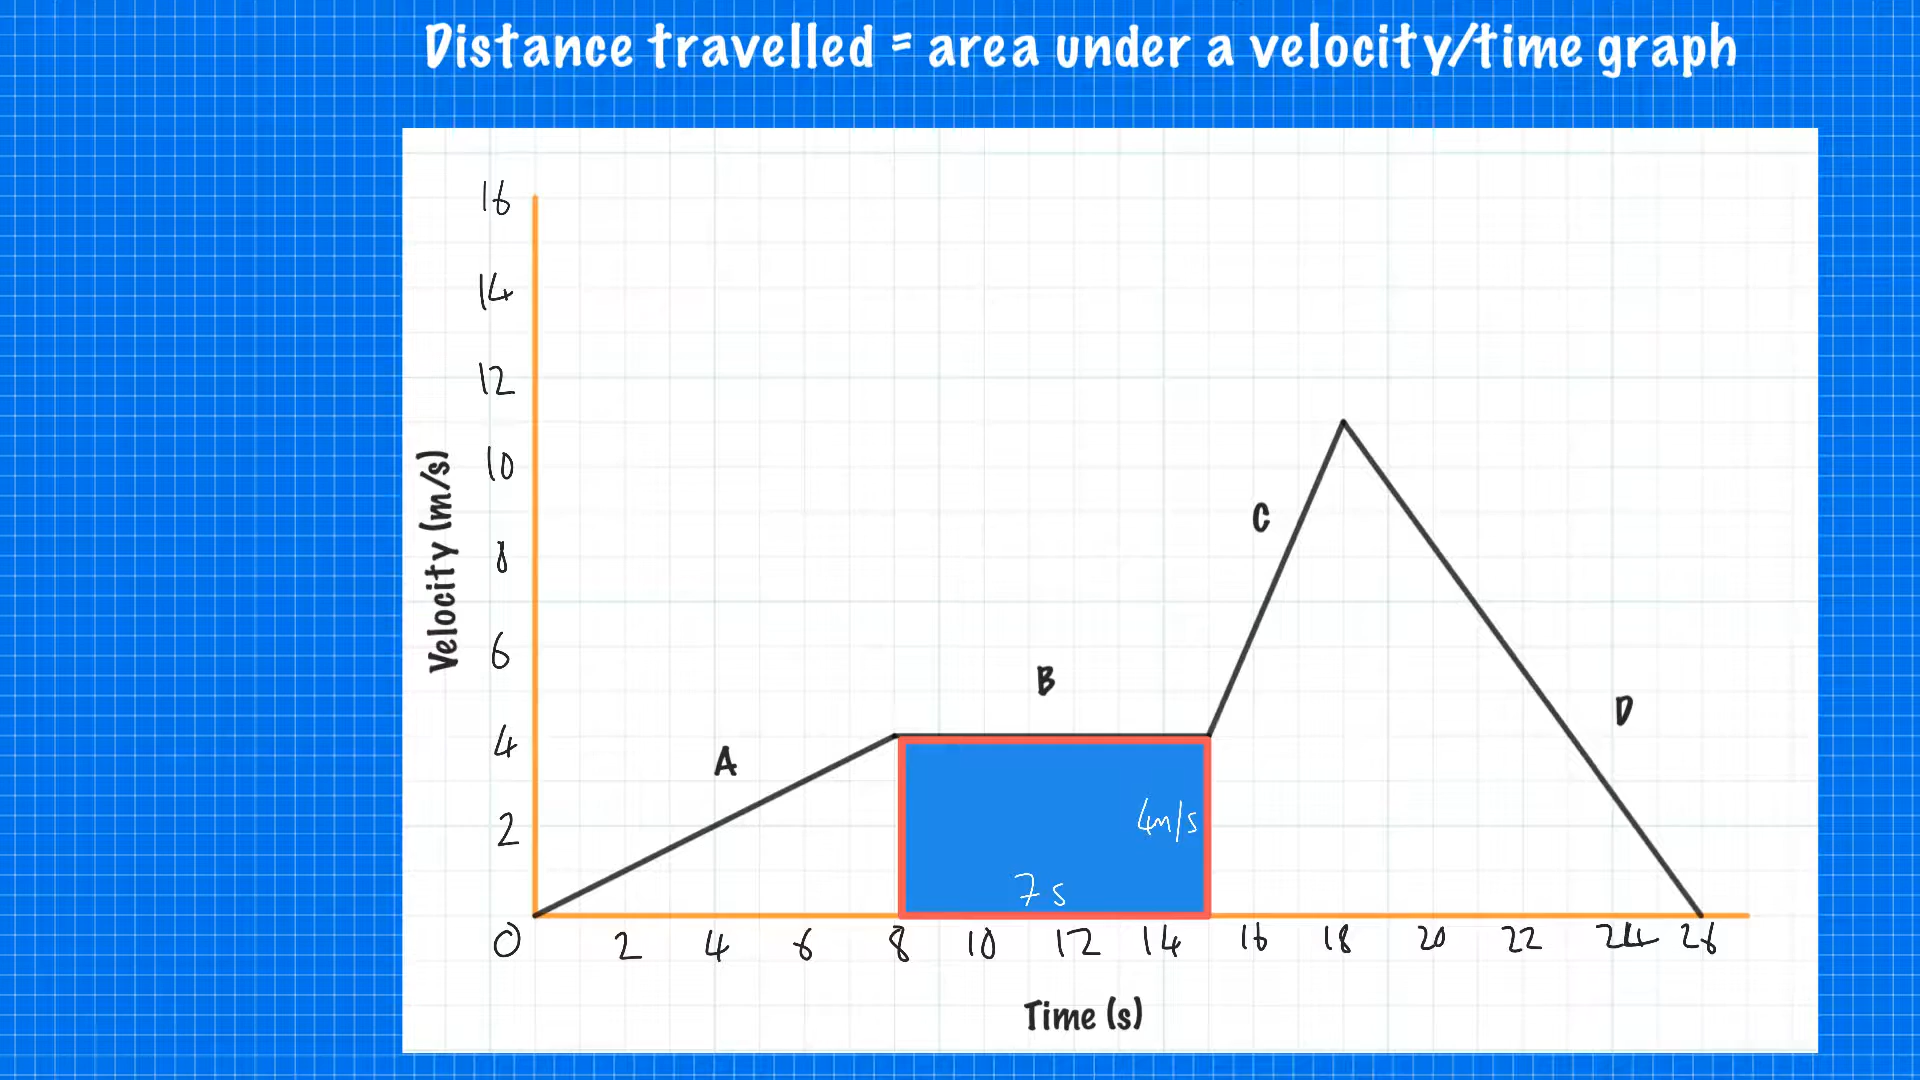 Distance travelled = area under a velocity/time graph
16
14
12
10
8
6
4
2
0
Velocity (m/s)
A
B
C
D
4m/s
7s
2 4 6 8 10 12 14 16 18 20 22 24 26
Time (s)